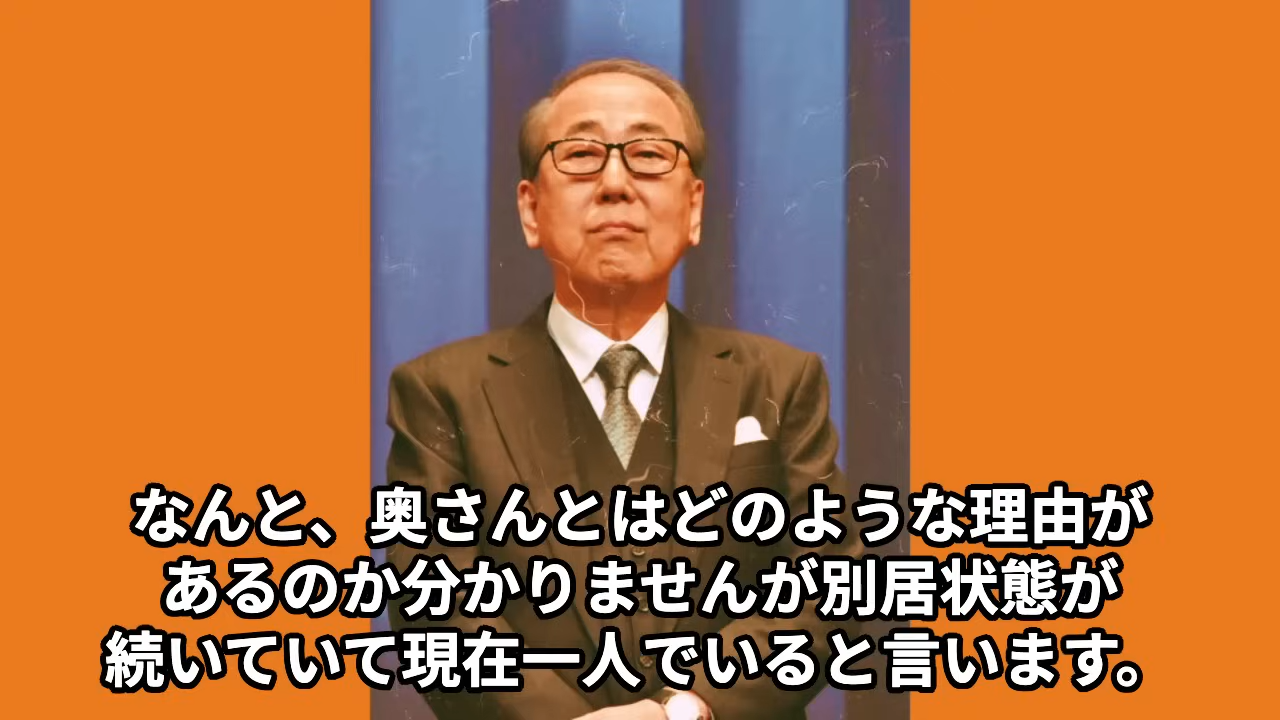 なんと、奥さんとはどのような理由が
あるのか分かりませんが別居状態が
続いていて現在一人でいると言います。